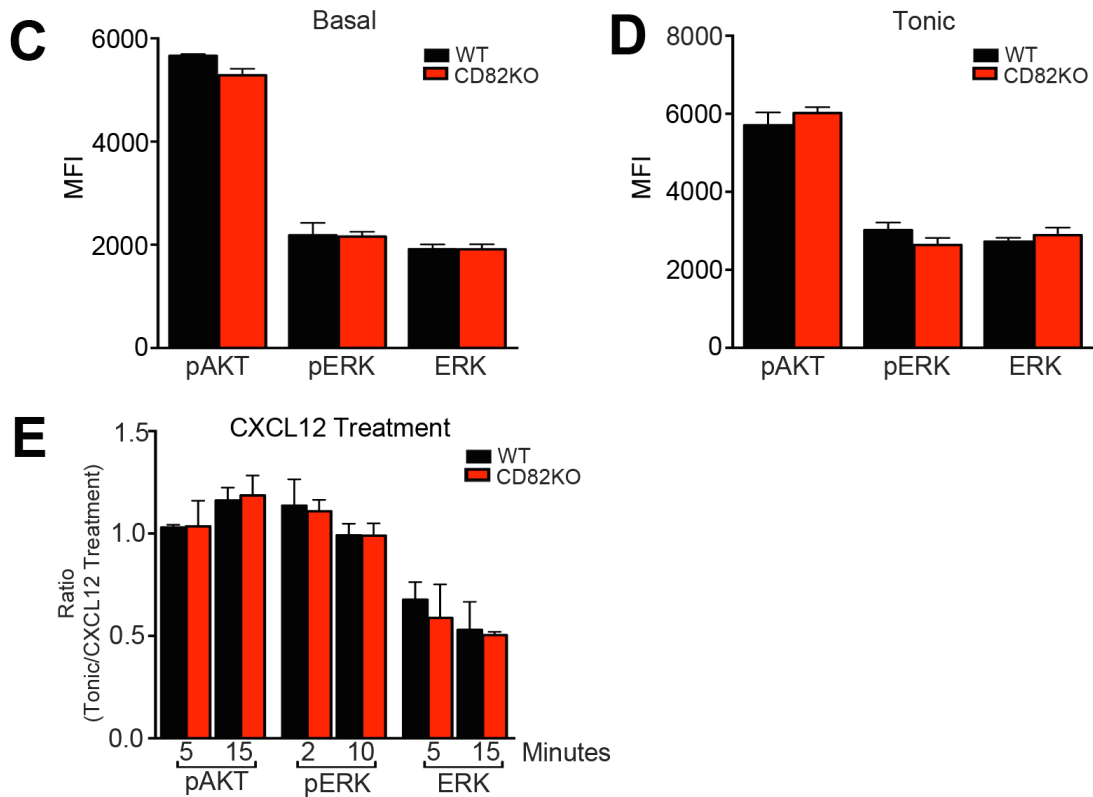 C
Basal
6000
4000
2000
0
MFI
WT
CD82KO
pAKT pERK ERK
D
Tonic
8000
6000
4000
2000
0
MFI
WT
CD82KO
pAKT pERK ERK
E
CXCL12 Treatment
1.5
1.0
0.5
0.0
Ratio
(Tonic/CXCL12 Treatment)
WT
CD82KO
5 15 2 10 5 15 Minutes
pAKT pERK ERK